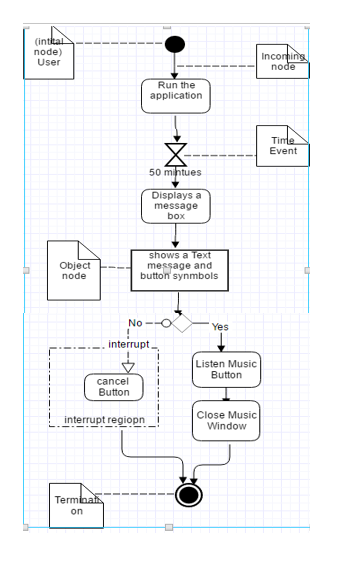 (intital
node)
User
Incoming
node
Run the
application
Time
Event
50 mintues
Displays a
message
box
Object
node
shows a Text
message and
button synmbols
No
Yes
interrupt
Listen Music
Button
cancel
Button
Close Music
Window
interrupt regiopn
Terminati
on